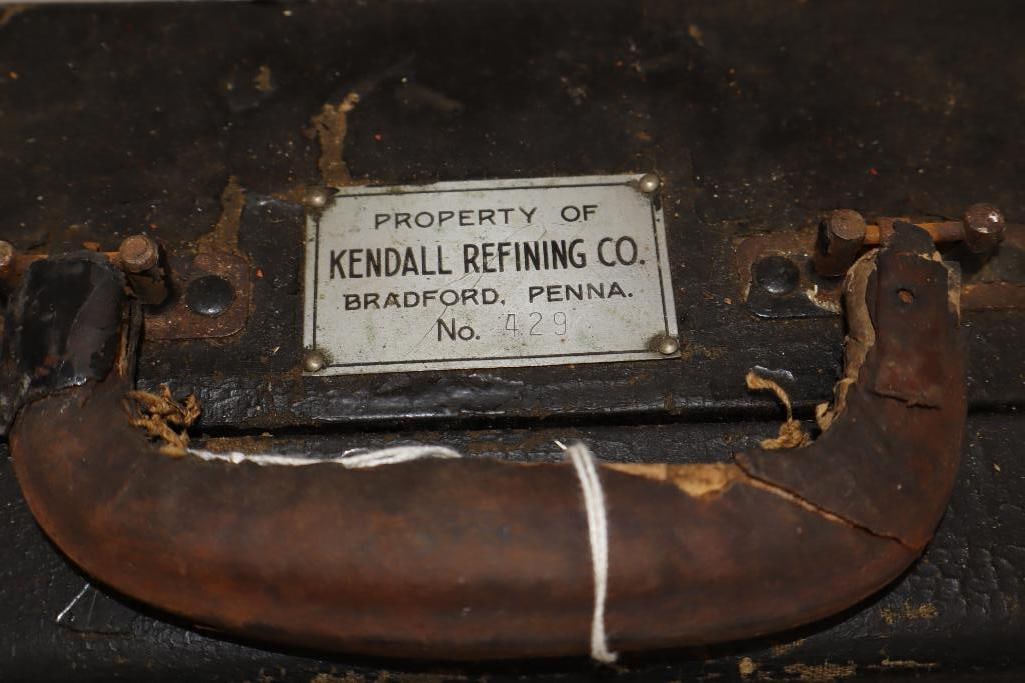 PROPERTY OF
KENDALL REFINING CO.
BRADFORD, PENNA.
No. 429